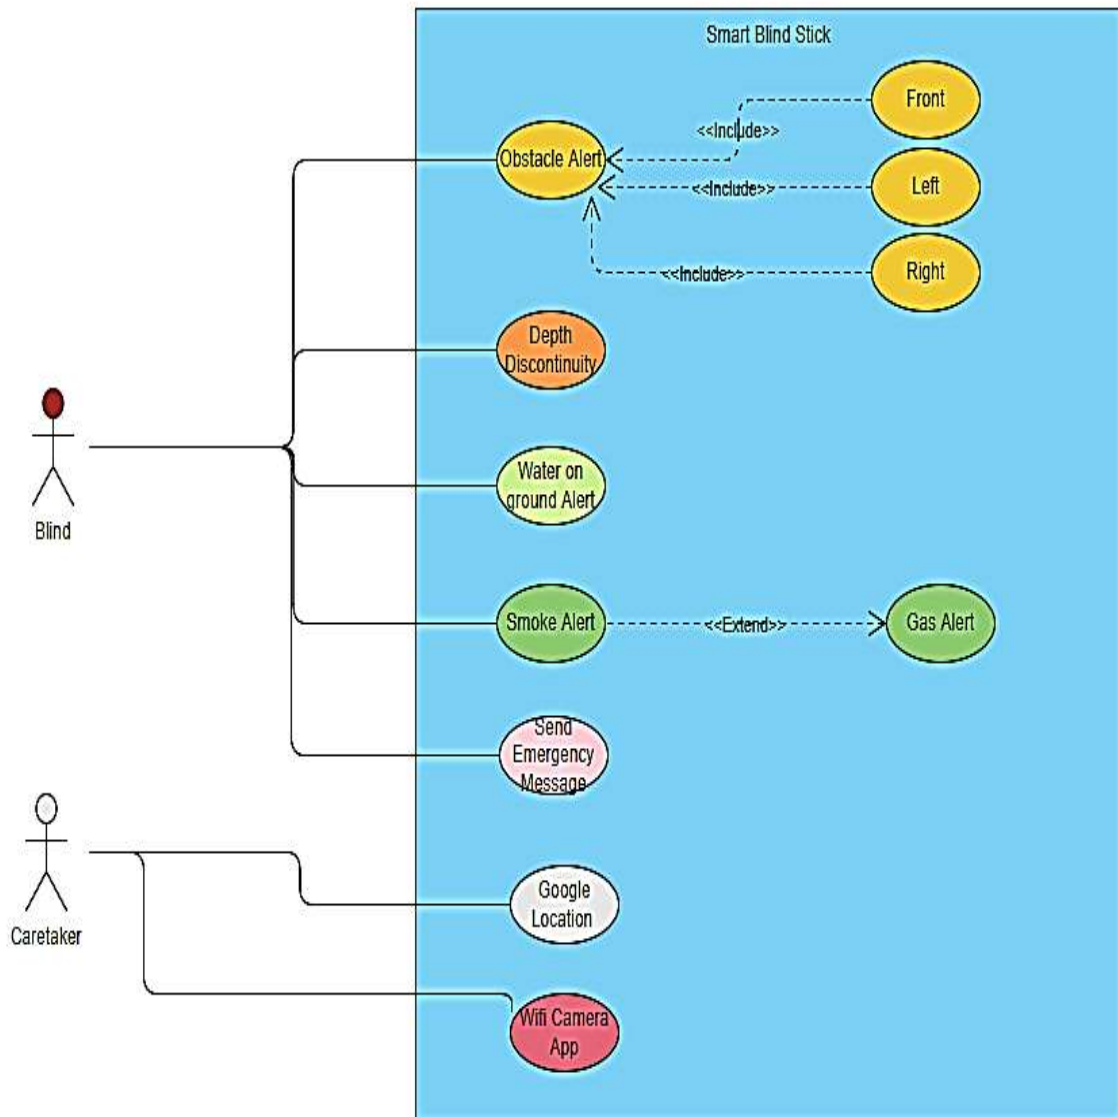 Smart Blind Stick
Front
<<Include>>
Obstacle Alert
<<Include>>
Left
<<Include>>
Right
Depth
Discontinuity
Blind
Water on
ground Alert
Smoke Alert
<<Extend>>
Gas Alert
Send
Emergency
Message
Caretaker
Google
Location
Wifi Camera
App